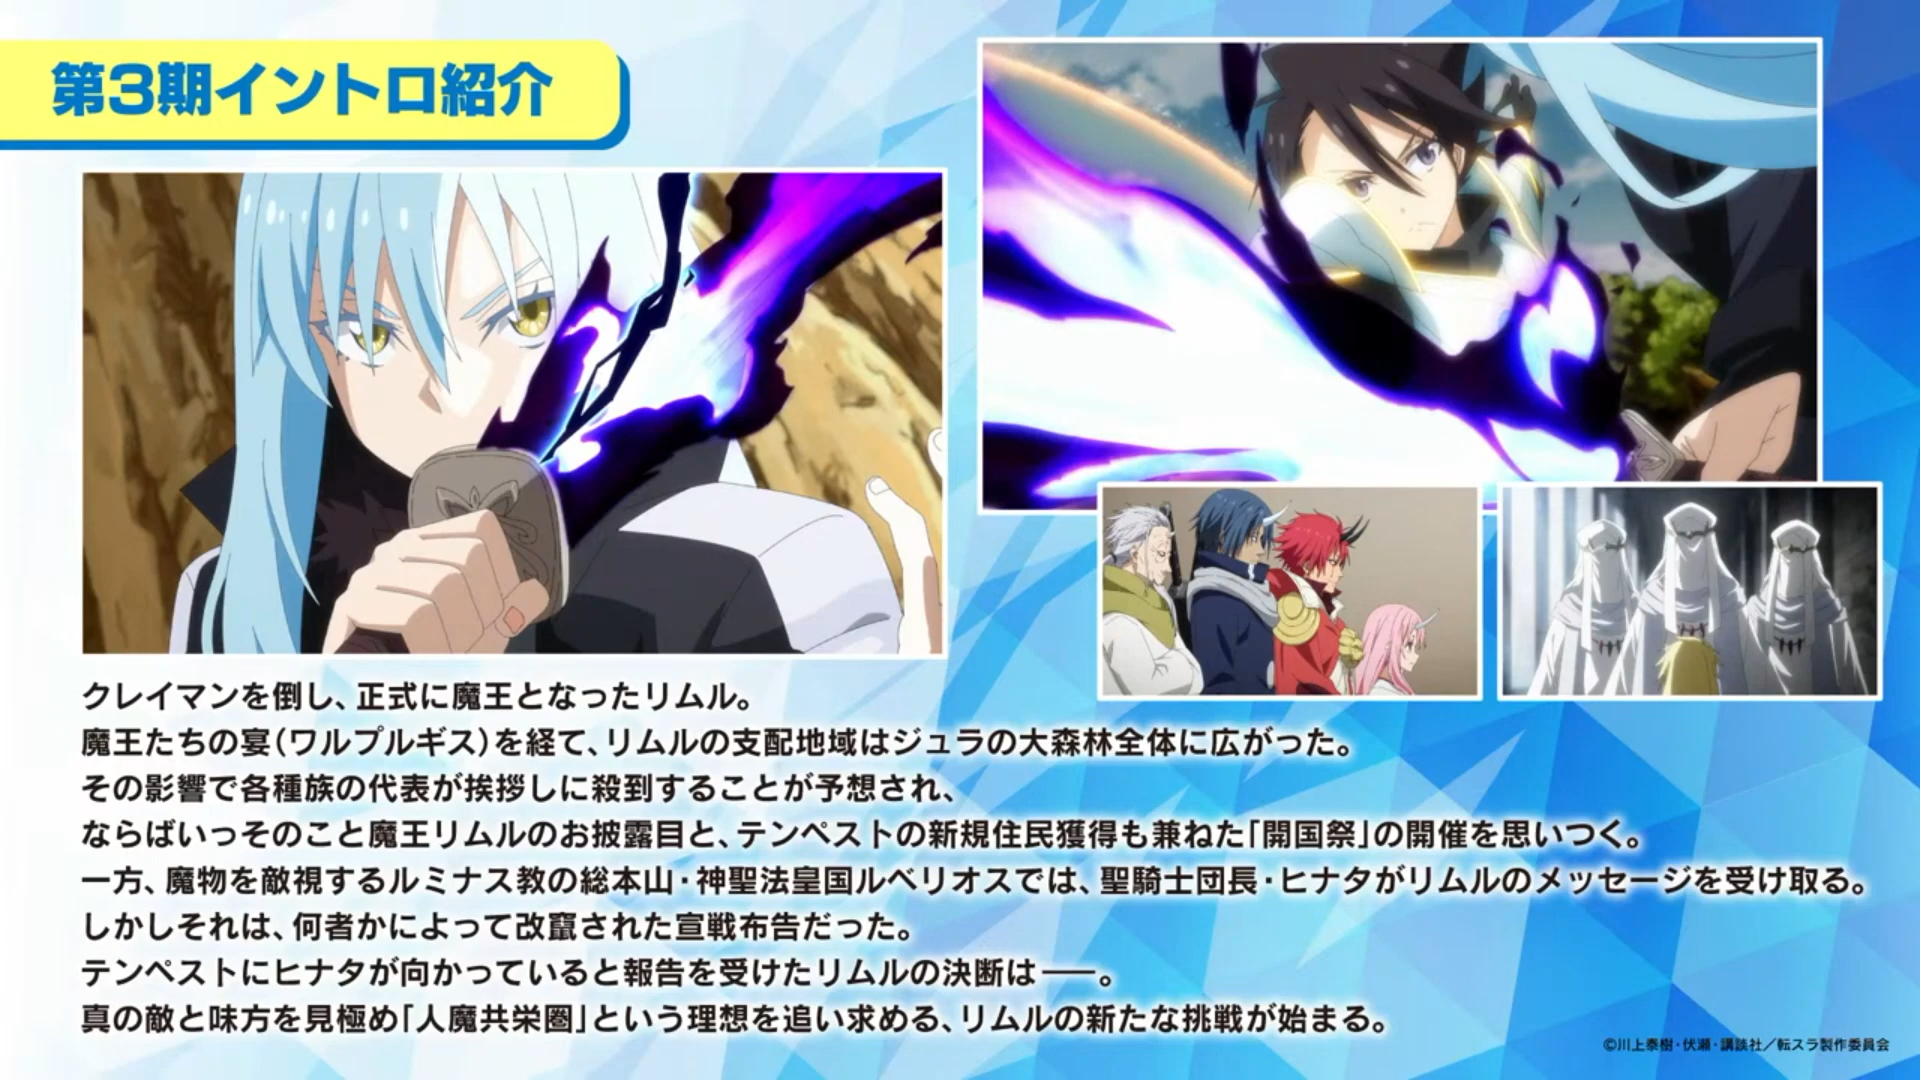 第3期イントロ紹介
クレイマンを倒し、正式に魔王となったリムル。
魔王たちの宴(ワルプルギス)を経て、リムルの支配地域はジュラの大森林全体に広がった。
その影響で各種族の代表が挨拶しに殺到することが予想され、
ならばいっそのこと魔王リムルのお披露目と、テンペストの新規住民獲得も兼ねた「開国祭」の開催を思いつく。
一方、魔物を敵視するルミナス教の総本山・神聖法皇国ルベリオスでは、聖騎士団長・ヒナタがリムルのメッセージを受け取る。
しかしそれは、何者かによって改竄された宣戦布告だった。
テンペストにヒナタが向かっていると報告を受けたリムルの決断は――。
真の敵と味方を見極め「人魔共栄圏」という理想を追い求める、リムルの新たな挑戦が始まる。
©川上泰樹・伏瀬・講談社／転スラ製作委員会